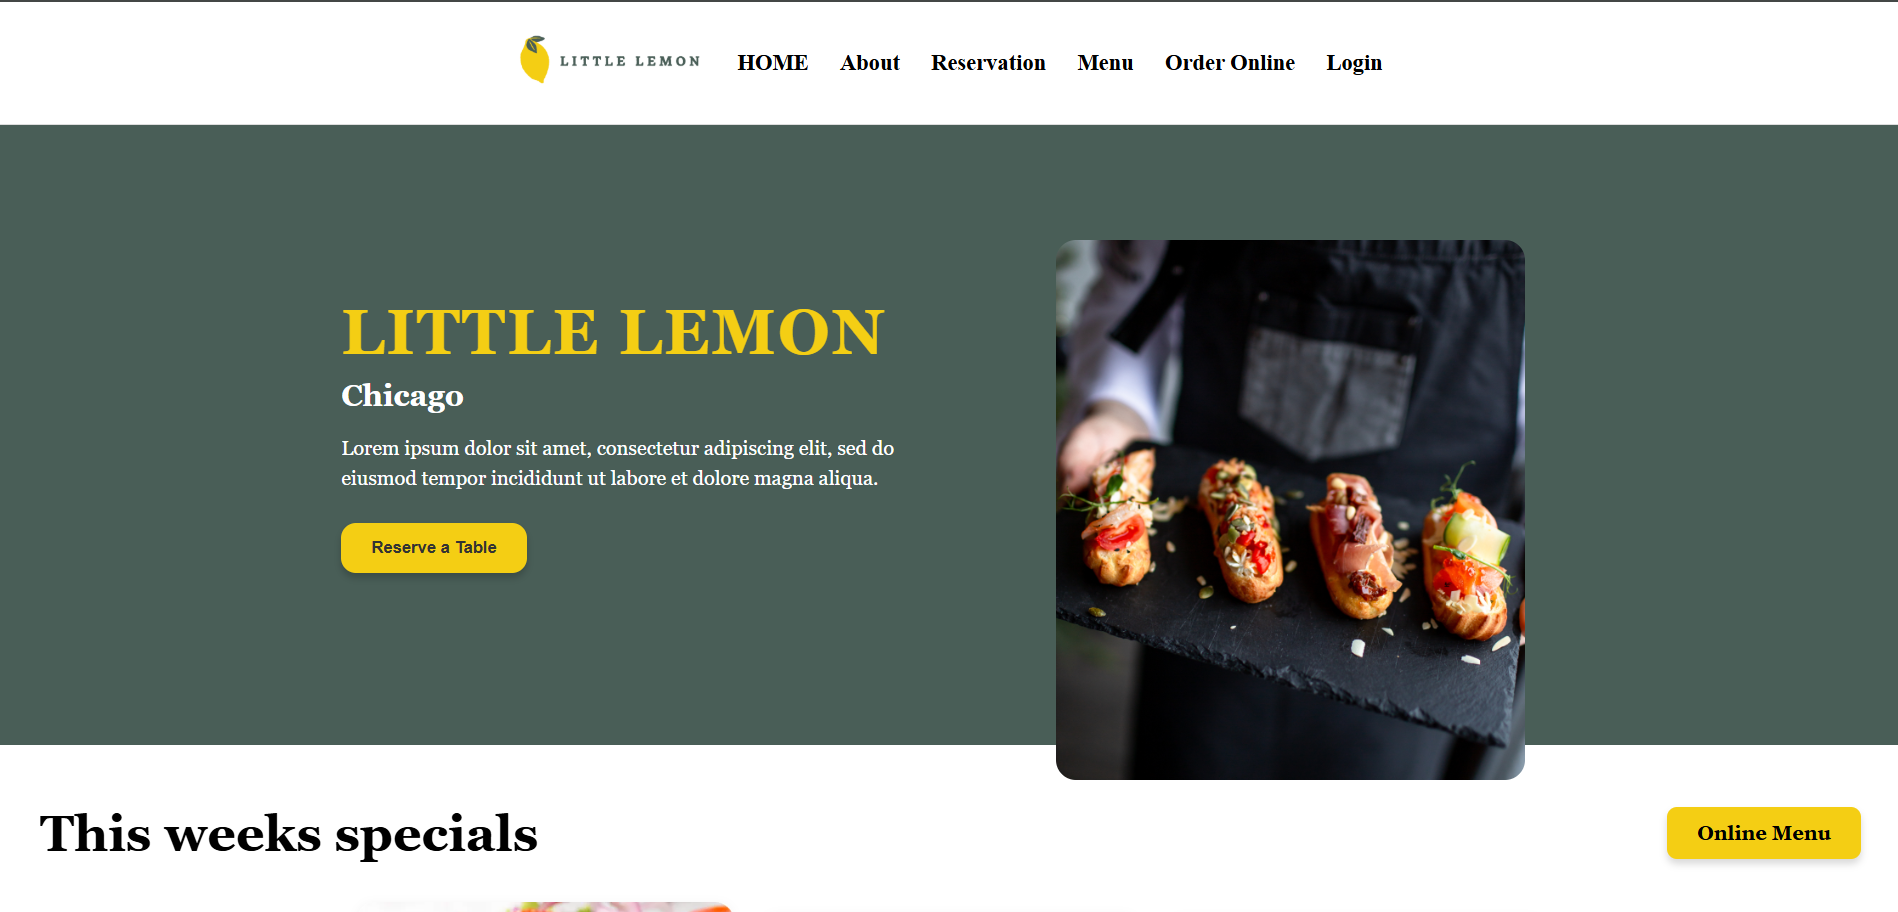 LITTLE LEMON
HOME About Reservation Menu Order Online Login
LITTLE LEMON
Chicago
Lorem ipsum dolor sit amet, consectetur adipiscing elit, sed do
eiusmod tempor incididunt ut labore et dolore magna aliqua.
Reserve a Table
This weeks specials
Online Menu